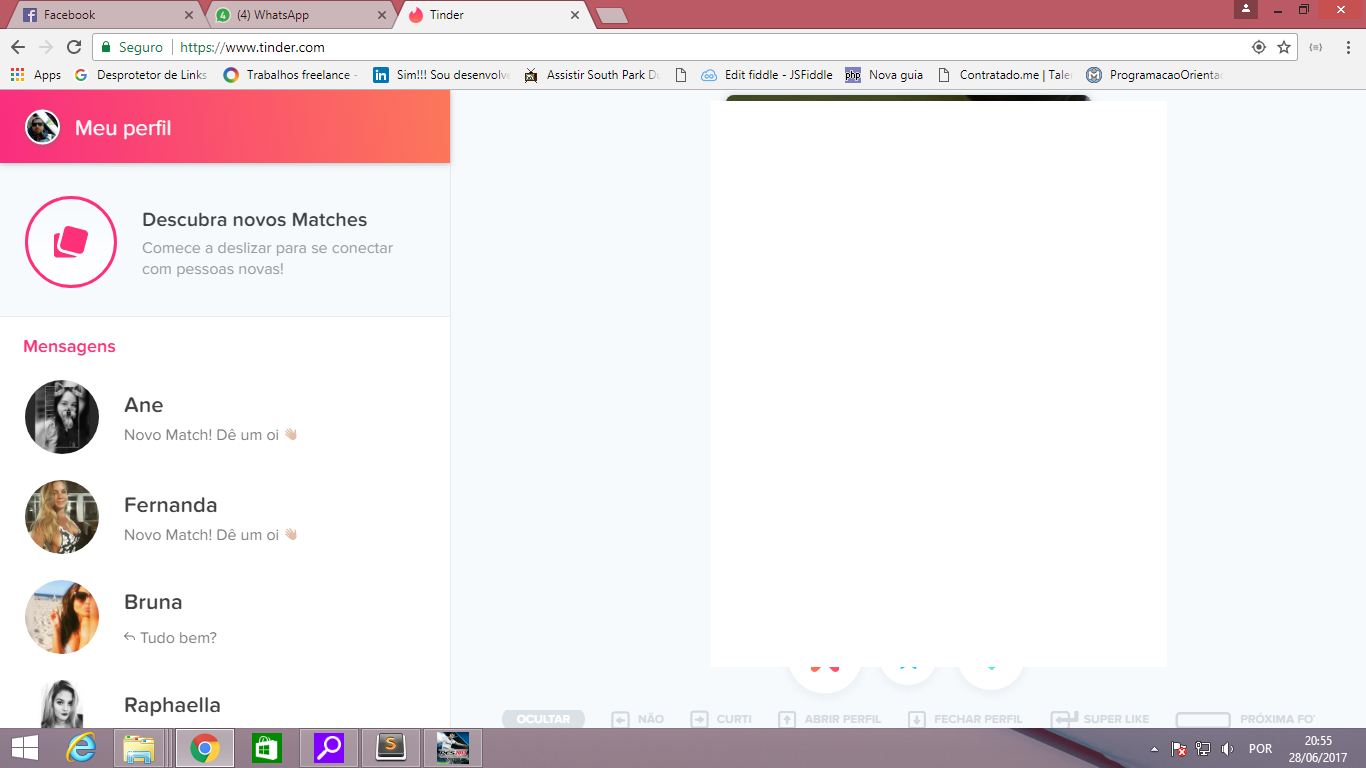 Facebook
(4) WhatsApp
Tinder
Seguro
https://www.tinder.com
Apps
Desprotetor de Links
Trabalhos freelance -
Sim!!! Sou desenvolve
Assistir South Park D
Edit fiddle - JSFiddle
php
Nova guia
Contratado.me | Tale
ProgramacaoOrienta
Meu perfil
Descubra novos Matches
Comece a deslizar para se conectar
com pessoas novas!
Mensagens
Ane
Novo Match! Dê um oi 👋🏼
Fernanda
Novo Match! Dê um oi 👋🏼
Bruna
Tudo bem?
Raphaella
OCULTAR
NÃO
CURTI
ABRIR PERFIL
FECHAR PERFIL
SUPER LIKE
PRÓXIMA FO
POR
20:55
28/06/2017